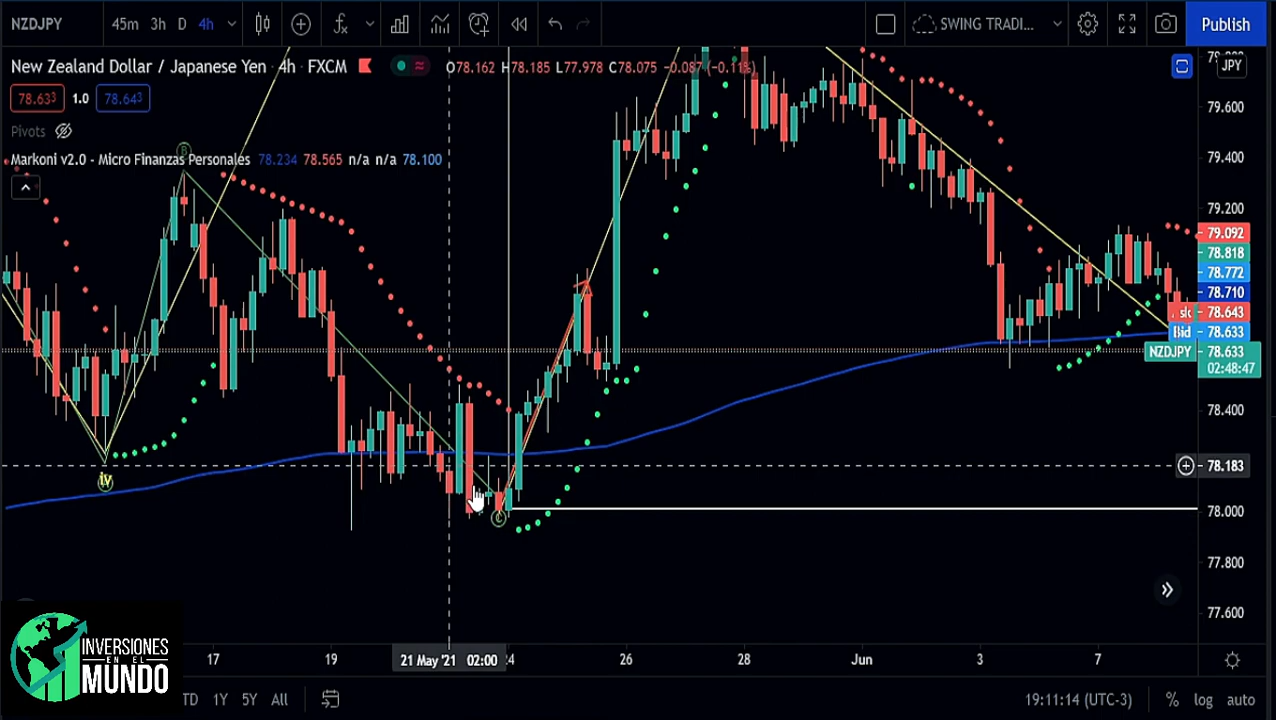 NZDJPY 45m 3h D 4h fx SWING TRADI... Publish
New Zealand Dollar / Japanese Yen · 4h · FXCM O78.162 H78.185 L77.978 C78.075 -0.087 (-0.11%)
JPY
78.633 1.0 78.643
Pivots
Markoni v2.0 - Micro Finanzas Personales 78.234 78.565 n/a n/a 78.100
79.600
79.400
79.200
79.092
78.818
78.772
78.710
78.643
Bid 78.633
NZDJPY 78.633
02:48:47
78.400
78.183
78.000
77.800
77.600
B
iv
C
17 19 21 May '21 02:00 24 26 28 Jun 3 7
INVERSIONES
EN EL
MUNDO
TD 1Y 5Y All 19:11:14 (UTC-3) % log auto